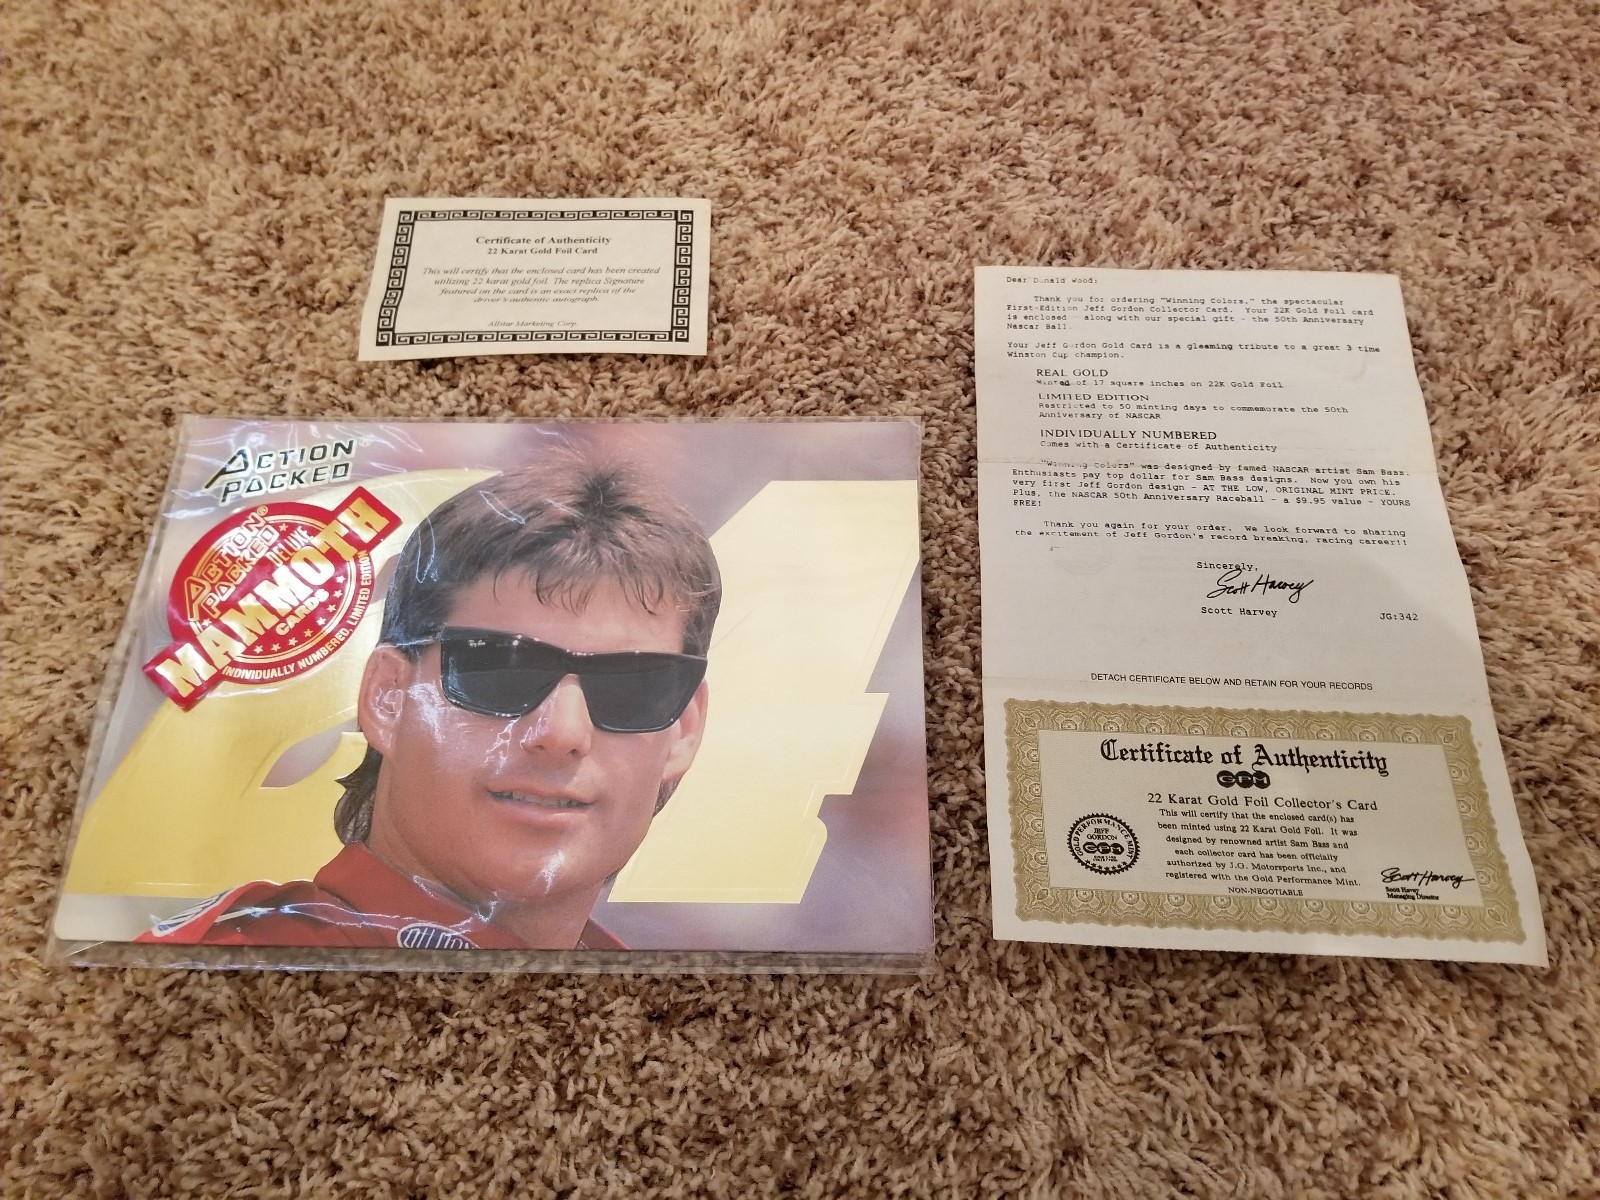 Certificate of Authenticity
22 Karat Gold Foil Card
This will certify that the enclosed card has been created
utilizing 22 karat gold foil. The replica Signature
featured on the card is an exact replica of the
driver's authentic autograph.
Allstar Marketing Corp.
ACTION
PACKED®
ACTION
PACKED®
DELUXE
MAMMOTH
CARDS
INDIVIDUALLY NUMBERED, LIMITED EDITION
Ray-Ban
Dear Donald Wood:
Thank you for ordering "Winning Colors," the spectacular
First-Edition Jeff Gordon Collector Card. Your 22K Gold Foil card
is enclosed - along with our special gift - the 50th Anniversary
Nascar Ball.
Your Jeff Gordon Gold Card is a gleaming tribute to a great 3 time
Winston Cup champion.
REAL GOLD
Minted of 17 square inches on 22K Gold Foil
LIMITED EDITION
Restricted to 50 minting days to commemorate the 50th
Anniversary of NASCAR
INDIVIDUALLY NUMBERED
Comes with a Certificate of Authenticity
"Winning Colors" was designed by famed NASCAR artist Sam Bass.
Enthusiasts pay top dollar for Sam Bass designs. Now you own his
very first Jeff Gordon design - AT THE LOW, ORIGINAL MINT PRICE.
Plus, the NASCAR 50th Anniversary Raceball - a $9.95 value - YOURS
FREE!
Thank you again for your order. We look forward to sharing
the excitement of Jeff Gordon's record breaking, racing career!!
Sincerely,
Scott Harvey
Scott Harvey
JG:342
DETACH CERTIFICATE BELOW AND RETAIN FOR YOUR RECORDS
Certificate of Authenticity
GPM
22 Karat Gold Foil Collector's Card
This will certify that the enclosed card(s) has
been minted using 22 Karat Gold Foil. It was
designed by renowned artist Sam Bass and
each collector card has been officially
authorized by J.G. Motorsports Inc., and
registered with the Gold Performance Mint.
NON-NEGOTIABLE
GOLD PERFORMANCE MINT
JEFF
GORDON
GPM
Scott Harvey
Scott Harvey
Managing Director